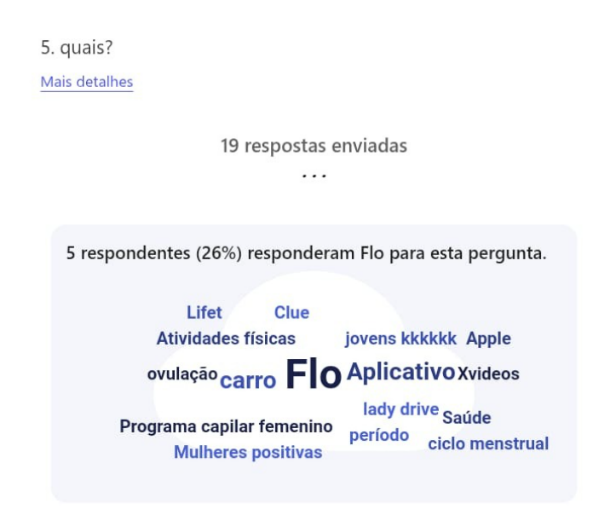 5. quais?
Mais detalhes
19 respostas enviadas
...
5 respondentes (26%) responderam Flo para esta pergunta.
Lifet Clue
Atividades físicas jovens kkkkkk Apple
ovulação carro Flo Aplicativo Xvideos
lady drive Saúde
Programa capilar femenino período ciclo menstrual
Mulheres positivas